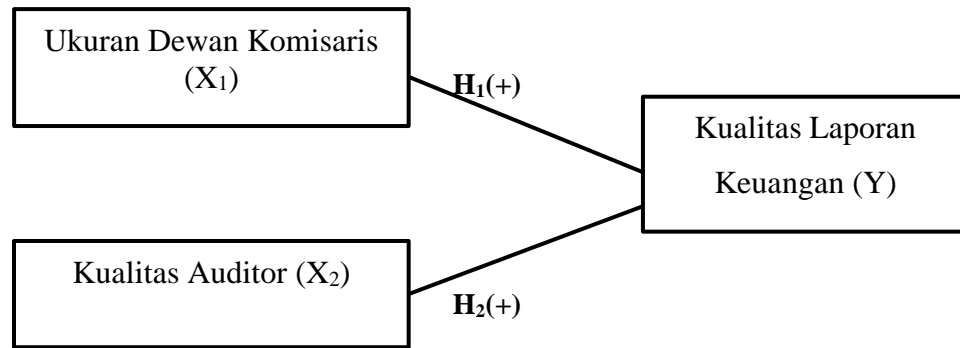 Ukuran Dewan Komisaris
(X₁)
H₁(+)
Kualitas Laporan
Keuangan (Y)
Kualitas Auditor (X₂)
H₂(+)